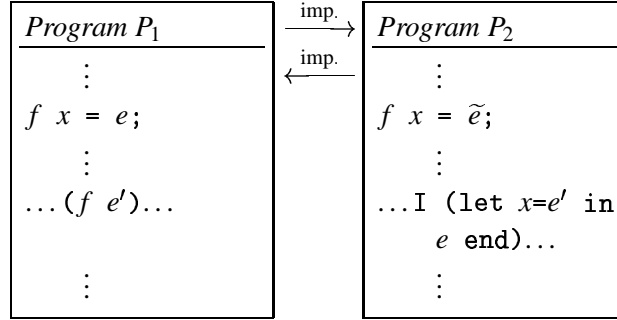 Program P₁
⋮
f x = e;
⋮
...(f e′)...
⋮
imp.
⟶
imp.
⟵
Program P₂
⋮
f x = ẽ;
⋮
...I (let x=e′ in
e end)...
⋮